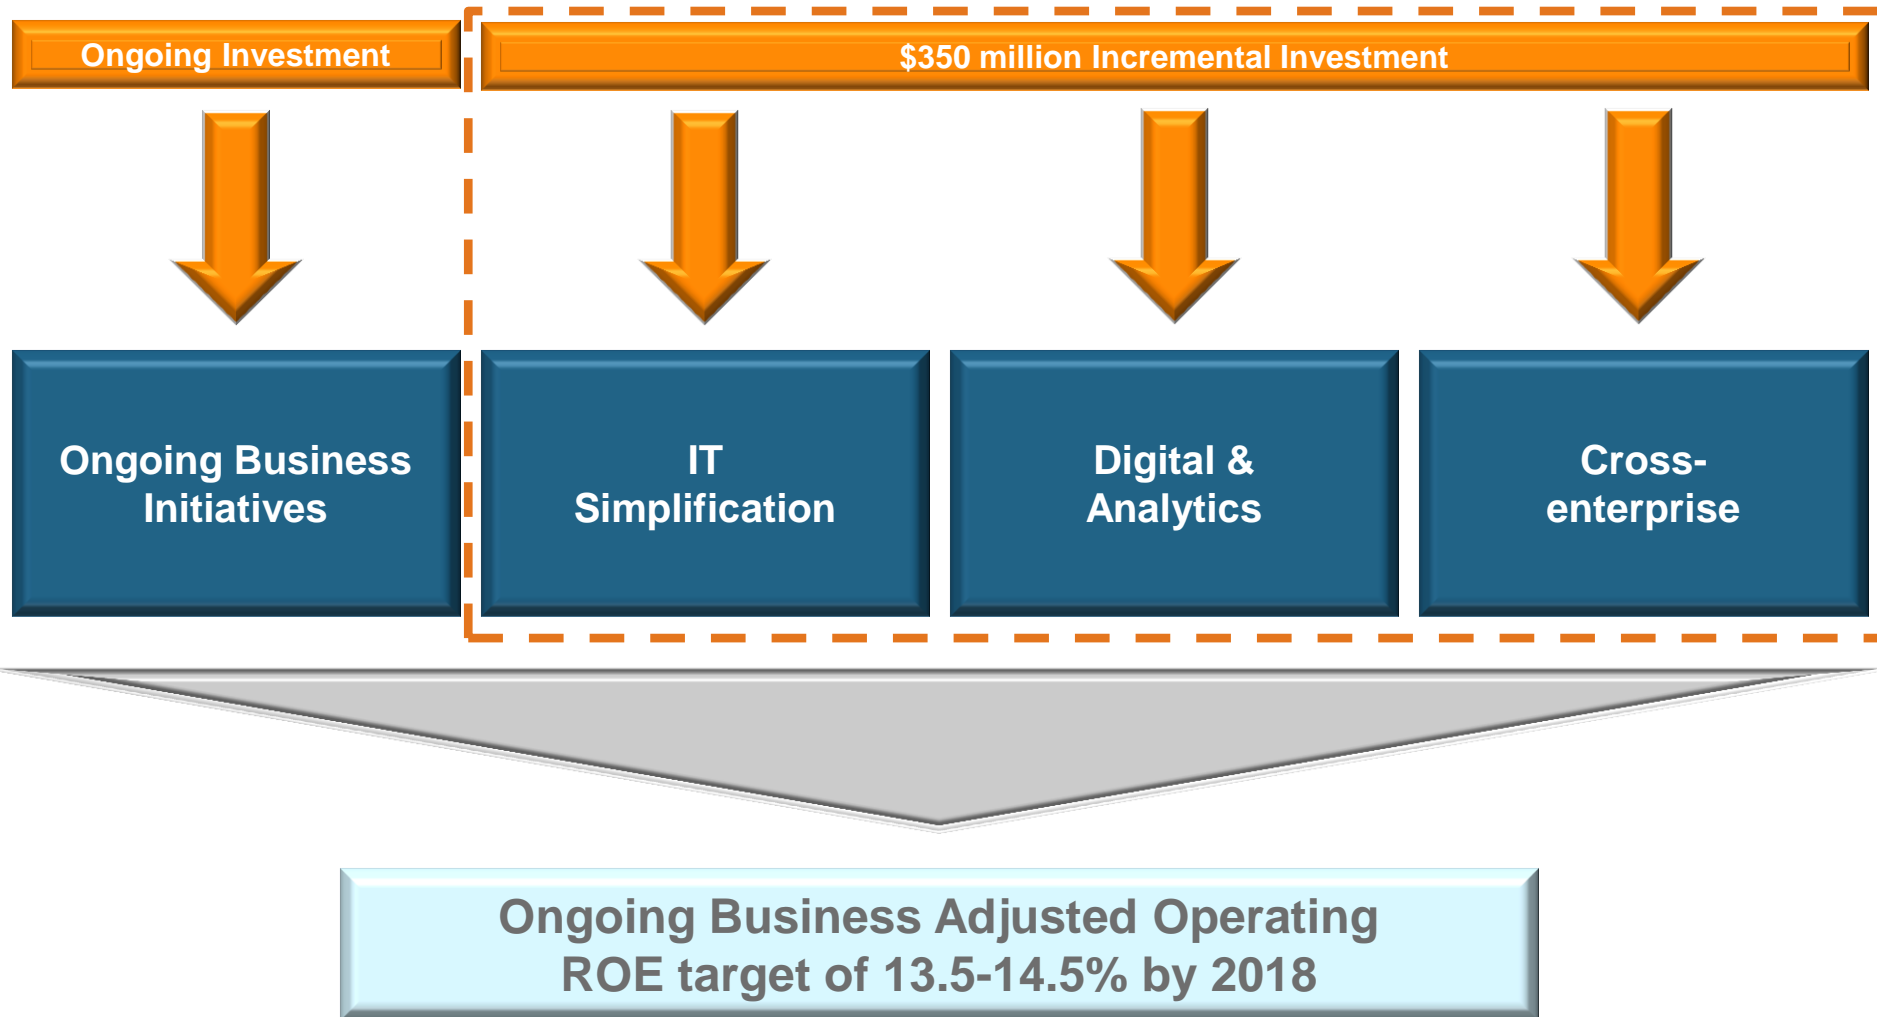 Ongoing Investment
$350 million Incremental Investment
Ongoing Business
Initiatives
IT
Simplification
Digital &
Analytics
Cross-
enterprise
Ongoing Business Adjusted Operating
ROE target of 13.5-14.5% by 2018